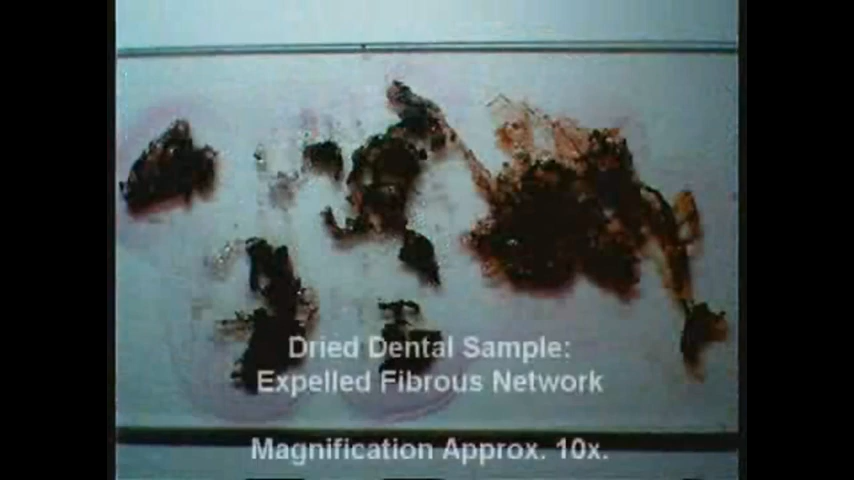 Dried Dental Sample:
Expelled Fibrous Network
Magnification Approx. 10x.